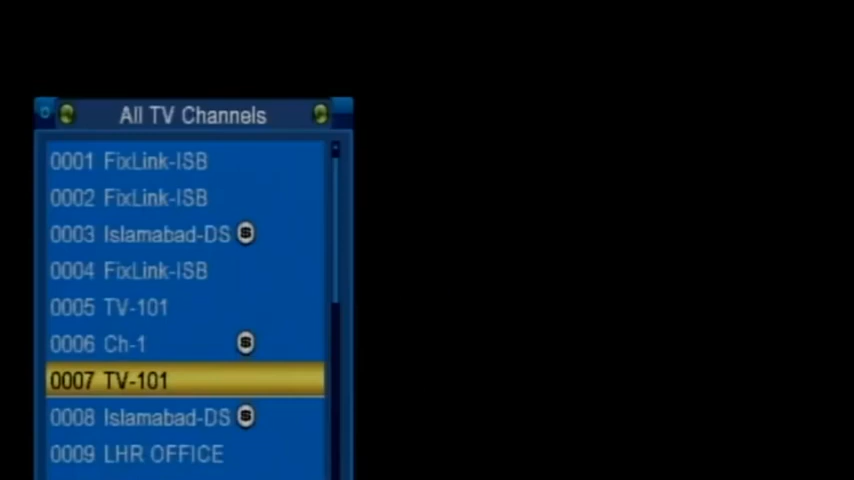 All TV Channels
0001 FixLink-ISB
0002 FixLink-ISB
0003 Islamabad-DS S
0004 FixLink-ISB
0005 TV-101
0006 Ch-1 S
0007 TV-101
0008 Islamabad-DS S
0009 LHR OFFICE